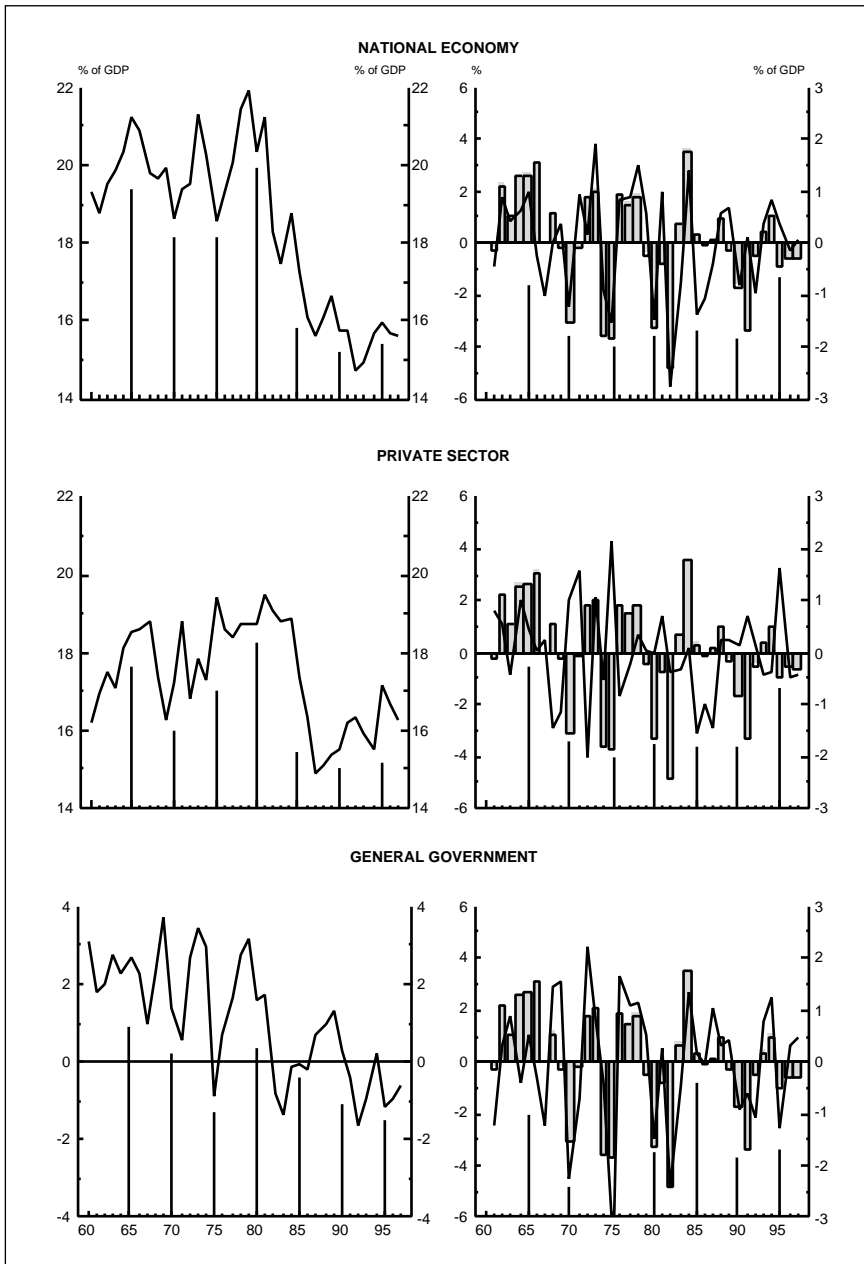 NATIONAL ECONOMY
% of GDP % of GDP % % of GDP
22 22 6 3
20 20 4 2
2 1
18 18 0 0
-2 -1
16 16 -4 -2
14 14 -6 -3
PRIVATE SECTOR
22 22 6 3
20 20 4 2
2 1
18 18 0 0
-2 -1
16 16 -4 -2
14 14 -6 -3
GENERAL GOVERNMENT
4 4 6 3
2 2 4 2
2 1
0 0 0 0
-2 -1
-2 -2 -4 -2
-4 -4 -6 -3
60 65 70 75 80 85 90 95 60 65 70 75 80 85 90 95